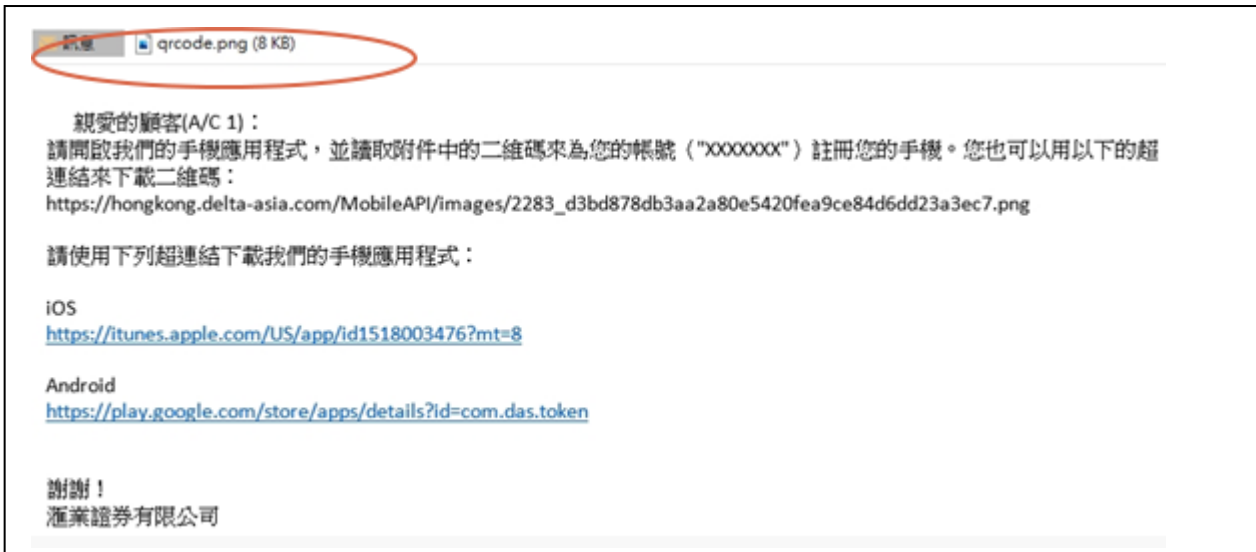 訊息 qrcode.png (8 KB)
親愛的顧客(A/C 1)：
請開啟我們的手機應用程式，並讀取附件中的二維碼來為您的帳號（"XXXXXXX"）註冊您的手機。您也可以用以下的超
連結來下載二維碼：
https://hongkong.delta-asia.com/MobileAPI/images/2283_d3bd878db3aa2a80e5420fea9ce84d6dd23a3ec7.png
請使用下列超連結下載我們的手機應用程式：
iOS
https://itunes.apple.com/US/app/id1518003476?mt=8
Android
https://play.google.com/store/apps/details?id=com.das.token
謝謝！
滙業證券有限公司